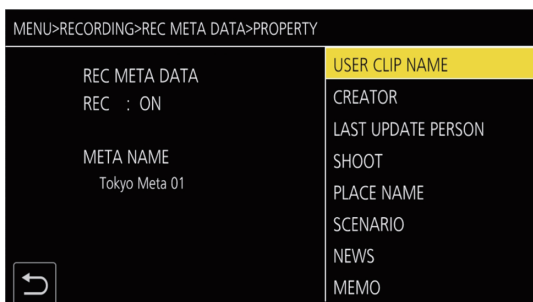 MENU>RECORDING>REC META DATA>PROPERTY
REC META DATA
REC : ON
META NAME
Tokyo Meta 01
USER CLIP NAME
CREATOR
LAST UPDATE PERSON
SHOOT
PLACE NAME
SCENARIO
NEWS
MEMO